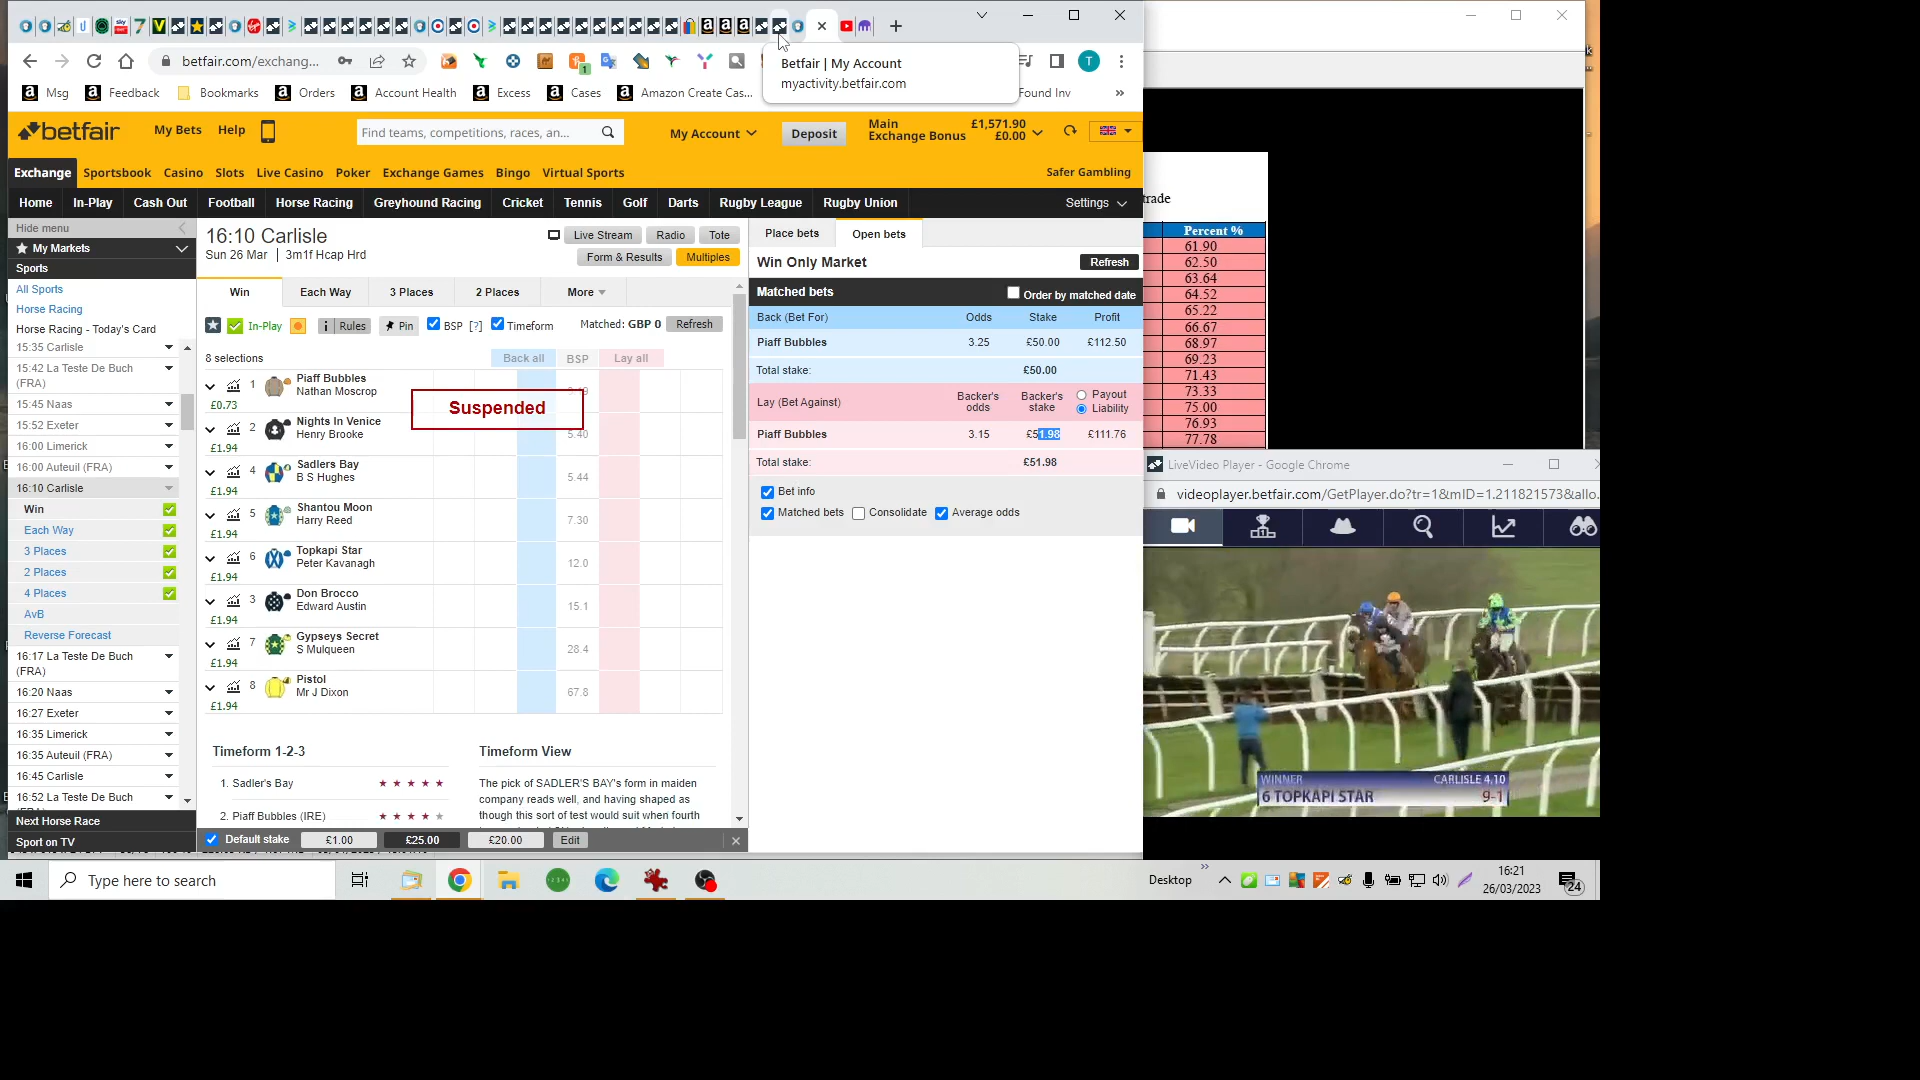 Betfair | My Account
myactivity.betfair.com
betfair.com/exchang...
T
Msg
Feedback
Bookmarks
Orders
Account Health
Excess
Cases
Amazon Create Cas...
Found Inv
»
betfair
My Bets
Help
Find teams, competitions, races, an...
My Account
Deposit
Main £1,571.90
Exchange Bonus £0.00
Exchange
Sportsbook
Casino
Slots
Live Casino
Poker
Exchange Games
Bingo
Virtual Sports
Safer Gambling
Home
In-Play
Cash Out
Football
Horse Racing
Greyhound Racing
Cricket
Tennis
Golf
Darts
Rugby League
Rugby Union
Settings
Hide menu
My Markets
Sports
All Sports
Horse Racing
Horse Racing - Today's Card
15:35 Carlisle
15:42 La Teste De Buch
(FRA)
15:45 Naas
15:52 Exeter
16:00 Limerick
16:00 Auteuil (FRA)
16:10 Carlisle
Win
Each Way
3 Places
2 Places
4 Places
AvB
Reverse Forecast
16:17 La Teste De Buch
(FRA)
16:20 Naas
16:27 Exeter
16:35 Limerick
16:35 Auteuil (FRA)
16:45 Carlisle
16:52 La Teste De Buch
Next Horse Race
Sport on TV
16:10 Carlisle
Sun 26 Mar | 3m1f Hcap Hrd
Live Stream
Radio
Tote
Form & Results
Multiples
Win
Each Way
3 Places
2 Places
More
In-Play
i Rules
Pin
BSP [?]
Timeform
Matched: GBP 0
Refresh
8 selections
Back all
BSP
Lay all
1 Piaff Bubbles
Nathan Moscrop
£0.73
Suspended
2 Nights In Venice
Henry Brooke
5.40
£1.94
4 Sadlers Bay
B S Hughes
5.44
£1.94
5 Shantou Moon
Harry Reed
7.30
£1.94
6 Topkapi Star
Peter Kavanagh
12.0
£1.94
3 Don Brocco
Edward Austin
15.1
£1.94
7 Gypseys Secret
S Mulqueen
28.4
£1.94
8 Pistol
Mr J Dixon
67.8
£1.94
Timeform 1-2-3
1. Sadler's Bay
2. Piaff Bubbles (IRE)
Timeform View
The pick of SADLER'S BAY's form in maiden
company reads well, and having shaped as
though this sort of test would suit when fourth
Default stake
£1.00
£25.00
£20.00
Edit
Place bets
Open bets
Win Only Market
Refresh
Matched bets
Order by matched date
Back (Bet For) Odds Stake Profit
Piaff Bubbles 3.25 £50.00 £112.50
Total stake: £50.00
Lay (Bet Against) Backer's odds Backer's stake Payout Liability
Piaff Bubbles 3.15 £51.98 £111.76
Total stake: £51.98
Bet info
Matched bets
Consolidate
Average odds
trade
Percent %
61.90
62.50
63.64
64.52
65.22
66.67
68.97
69.23
71.43
73.33
75.00
76.93
77.78
LiveVideo Player - Google Chrome
videoplayer.betfair.com/GetPlayer.do?tr=1&mID=1.211821573&allo...
WINNER CARLISLE 4.10
6 TOPKAPI STAR 9-1
Type here to search
Desktop
16:21
26/03/2023
24